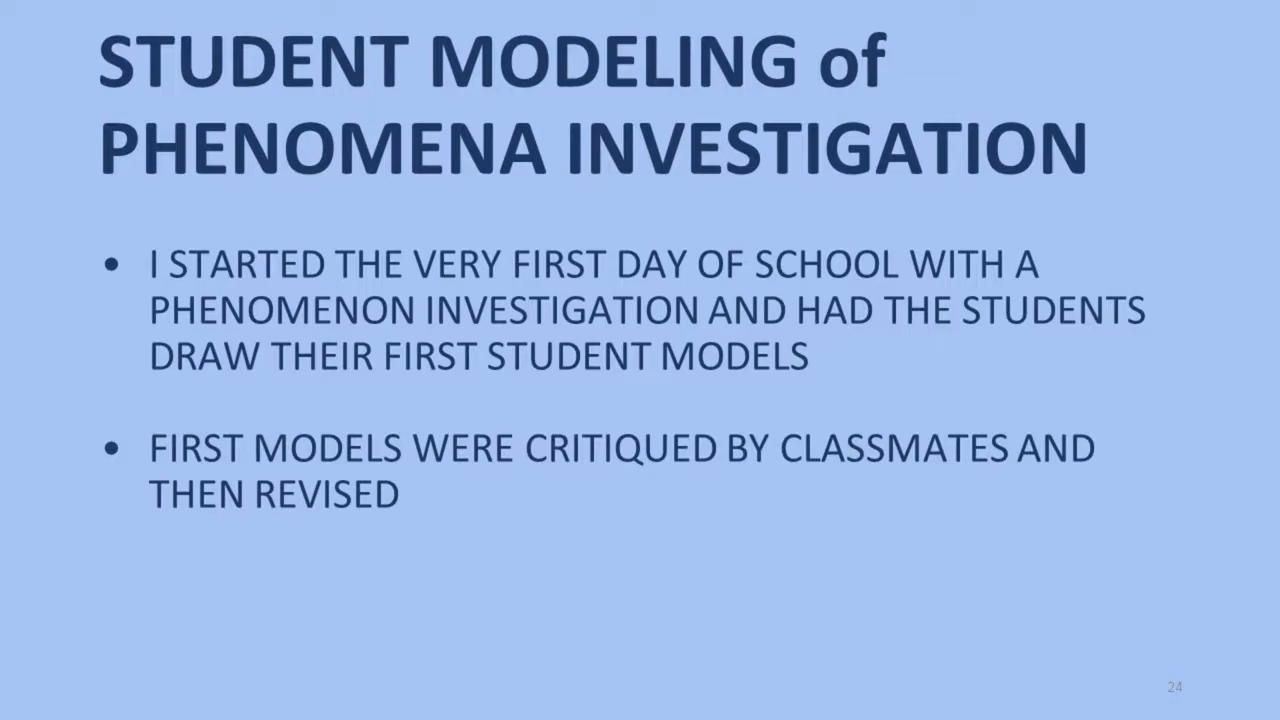 STUDENT MODELING of
PHENOMENA INVESTIGATION
• I STARTED THE VERY FIRST DAY OF SCHOOL WITH A
PHENOMENON INVESTIGATION AND HAD THE STUDENTS
DRAW THEIR FIRST STUDENT MODELS
• FIRST MODELS WERE CRITIQUED BY CLASSMATES AND
THEN REVISED
24